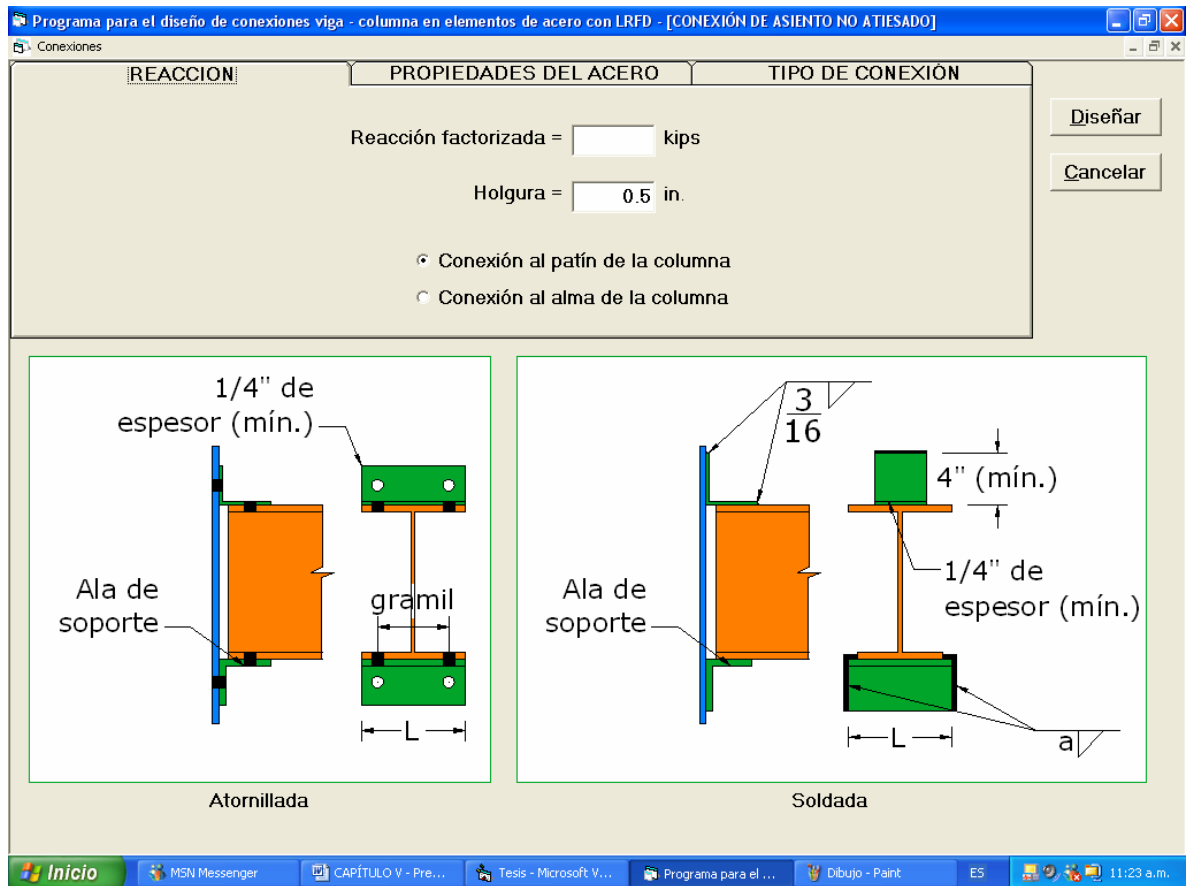 Programa para el diseño de conexiones viga - columna en elementos de acero con LRFD - [CONEXIÓN DE ASIENTO NO ATIESADO]
Conexiones
REACCION
PROPIEDADES DEL ACERO
TIPO DE CONEXIÓN
Diseñar
Cancelar
Reacción factorizada =
kips
Holgura =
0.5
in.
Conexión al patín de la columna
Conexión al alma de la columna
1/4" de
espesor (mín.)
Ala de
soporte
gramil
L
Atornillada
3
16
4" (mín.)
1/4" de
espesor (mín.)
Ala de
soporte
L
a
Soldada
Inicio
MSN Messenger
CAPÍTULO V - Pre...
Tesis - Microsoft V...
Programa para el ...
Dibujo - Paint
ES
11:23 a.m.